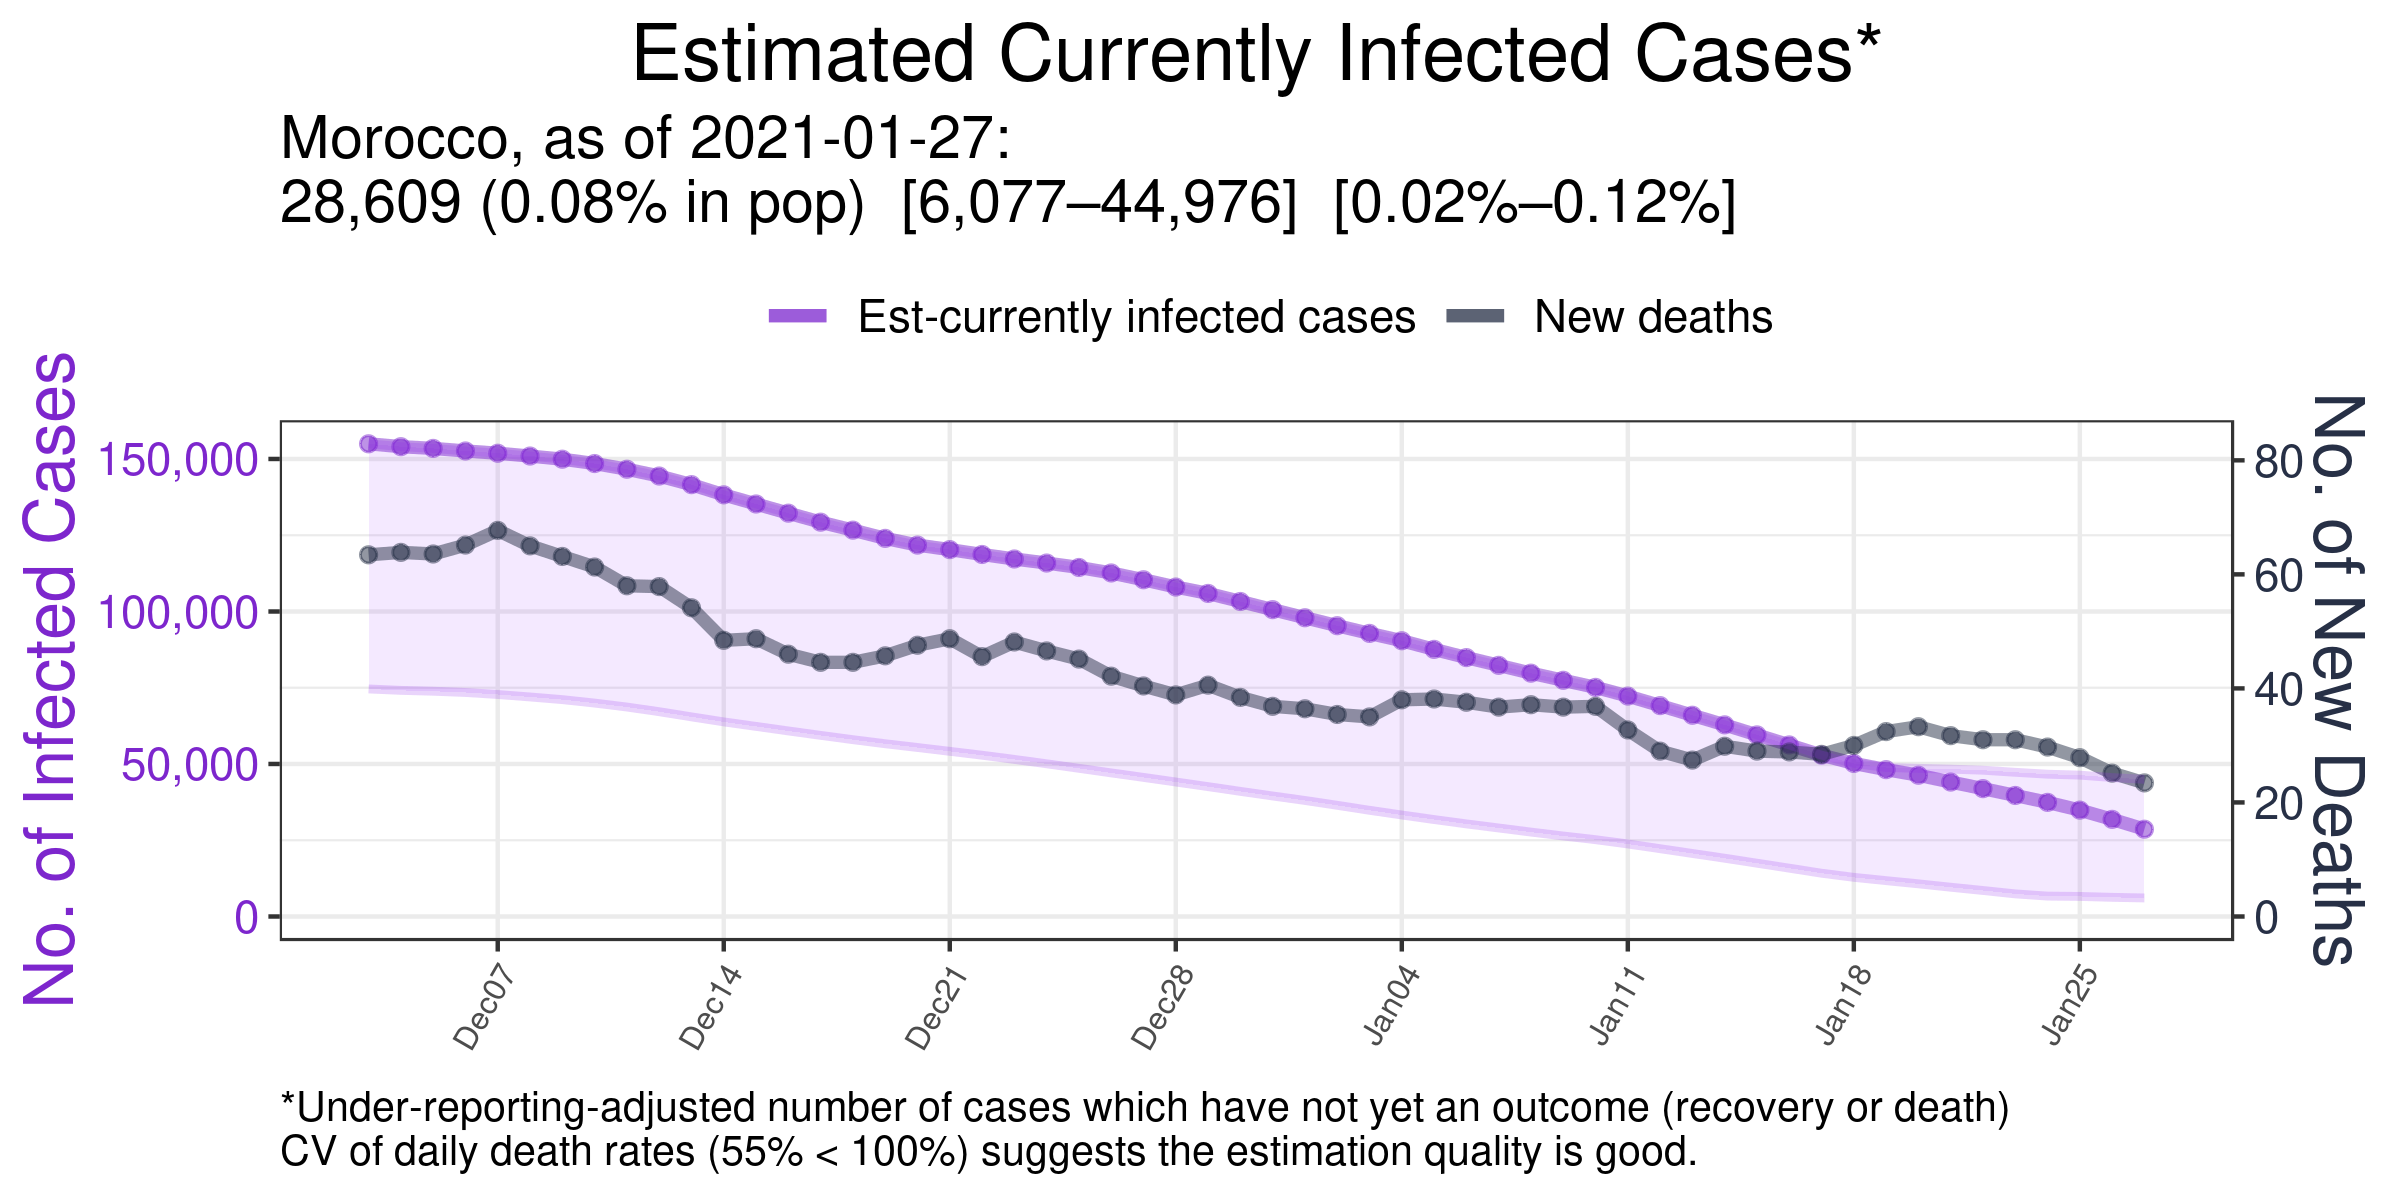 Estimated Currently Infected Cases*
Morocco, as of 2021-01-27:
28,609 (0.08% in pop)  [6,077–44,976]  [0.02%–0.12%]
Est-currently infected cases
New deaths
No. of Infected Cases
150,000
100,000
50,000
0
80
60
40
20
0
No. of New Deaths
Dec07
Dec14
Dec21
Dec28
Jan04
Jan11
Jan18
Jan25
*Under-reporting-adjusted number of cases which have not yet an outcome (recovery or death)
CV of daily death rates (55% < 100%) suggests the estimation quality is good.